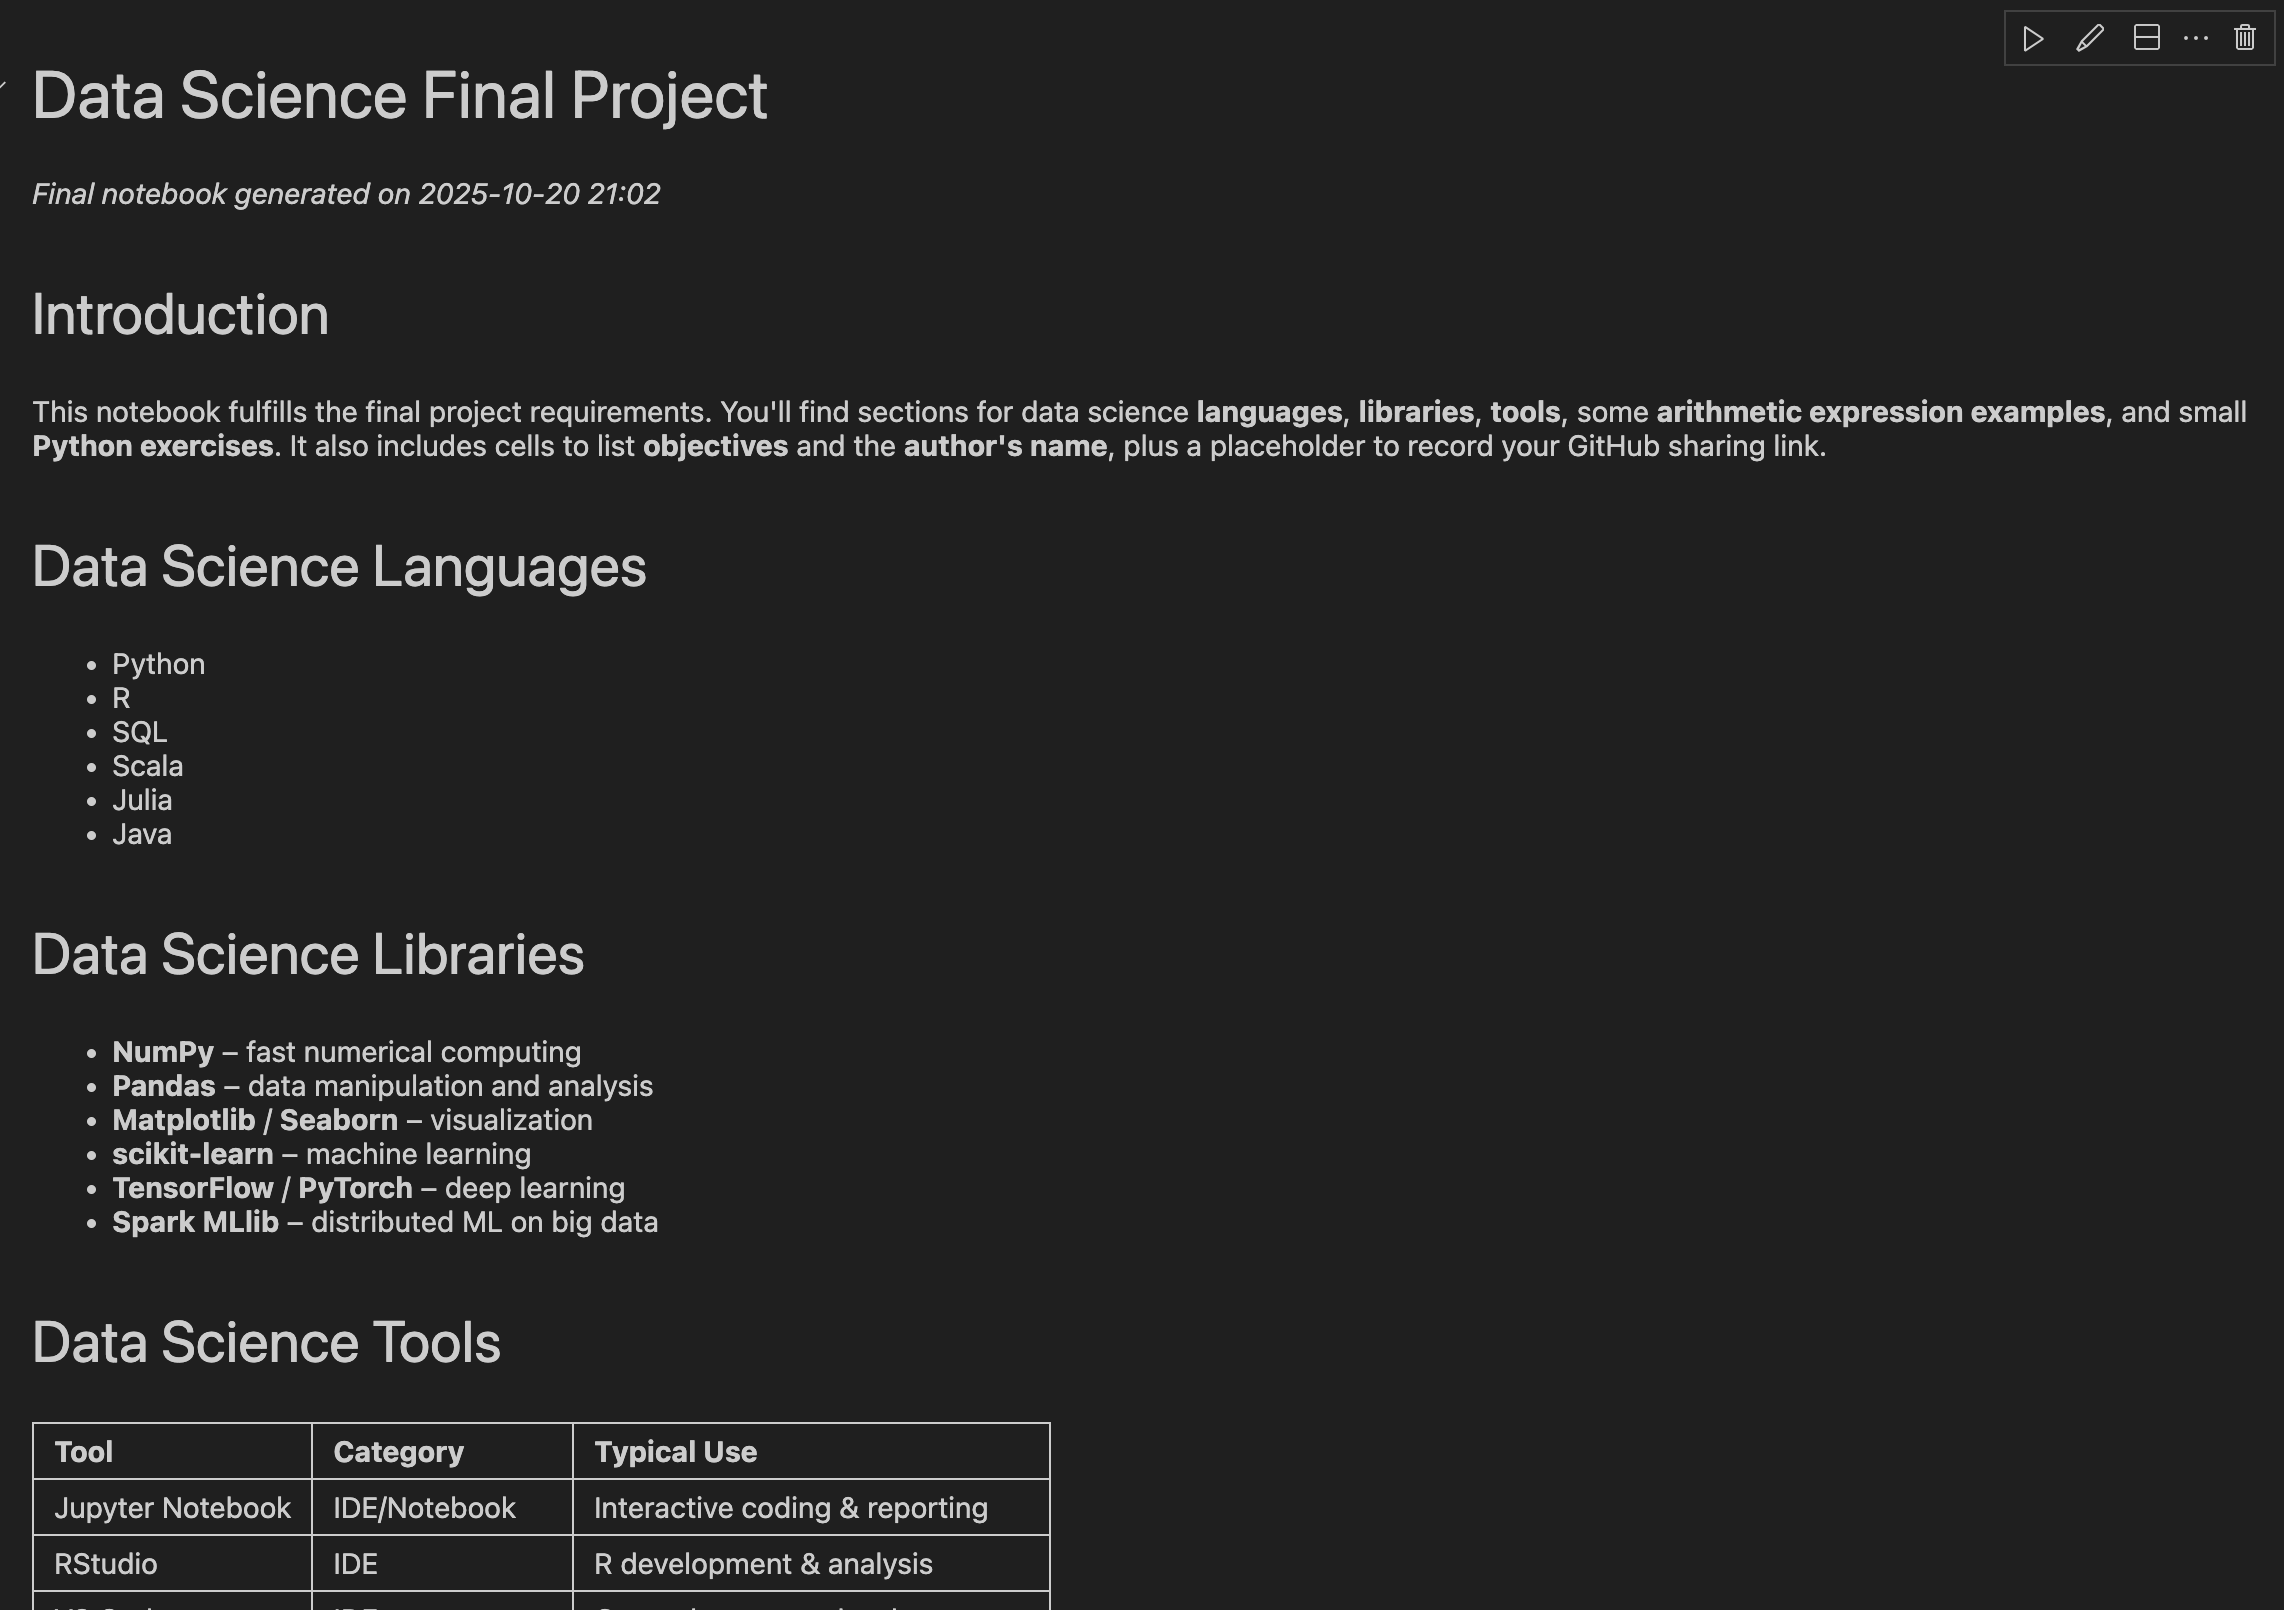 Data Science Final Project
Final notebook generated on 2025-10-20 21:02
Introduction
This notebook fulfills the final project requirements. You'll find sections for data science languages, libraries, tools, some arithmetic expression examples, and small
Python exercises. It also includes cells to list objectives and the author's name, plus a placeholder to record your GitHub sharing link.
Data Science Languages
• Python
• R
• SQL
• Scala
• Julia
• Java
Data Science Libraries
• NumPy – fast numerical computing
• Pandas – data manipulation and analysis
• Matplotlib / Seaborn – visualization
• scikit-learn – machine learning
• TensorFlow / PyTorch – deep learning
• Spark MLlib – distributed ML on big data
Data Science Tools
Tool Category Typical Use
Jupyter Notebook IDE/Notebook Interactive coding & reporting
RStudio IDE R development & analysis